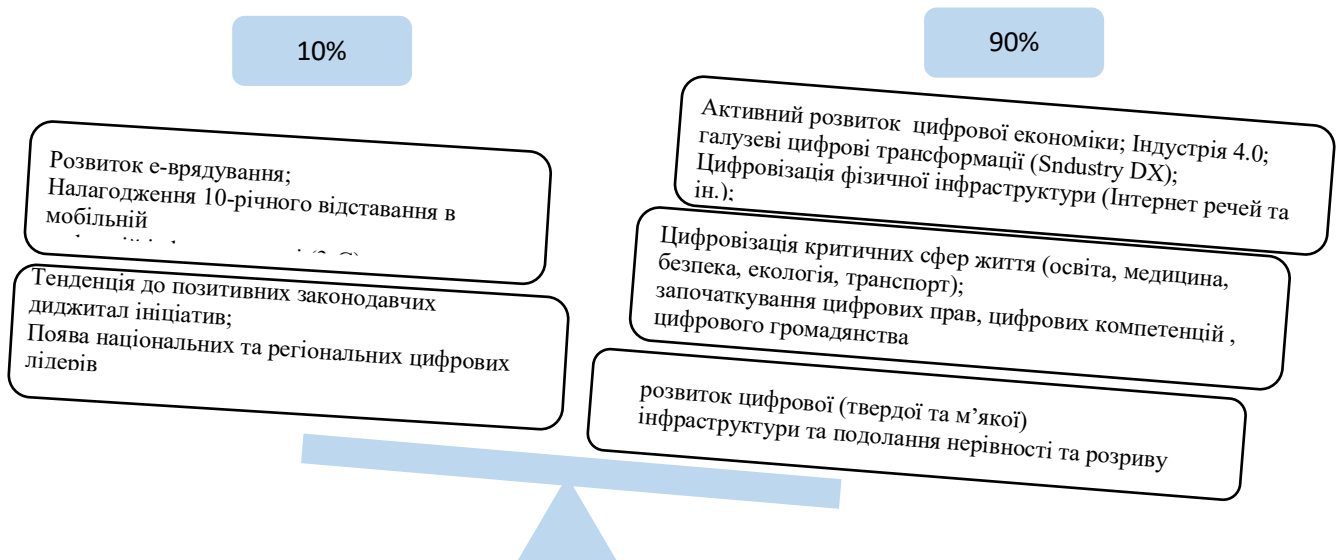 10%
90%
Розвиток е-врядування;
Налагодження 10-річного відставання в
мобільній
Тенденція до позитивних законодавчих
диджитал ініціатив;
Поява національних та регіональних цифрових
лідерів
Активний розвиток цифрової економіки; Індустрія 4.0;
галузеві цифрові трансформації (Sndustry DX);
Цифровізація фізичної інфраструктури (Інтернет речей та
ін.);
Цифровізація критичних сфер життя (освіта, медицина,
безпека, екологія, транспорт);
започаткування цифрових прав, цифрових компетенцій ,
цифрового громадянства
розвиток цифрової (твердої та м’якої)
інфраструктури та подолання нерівності та розриву